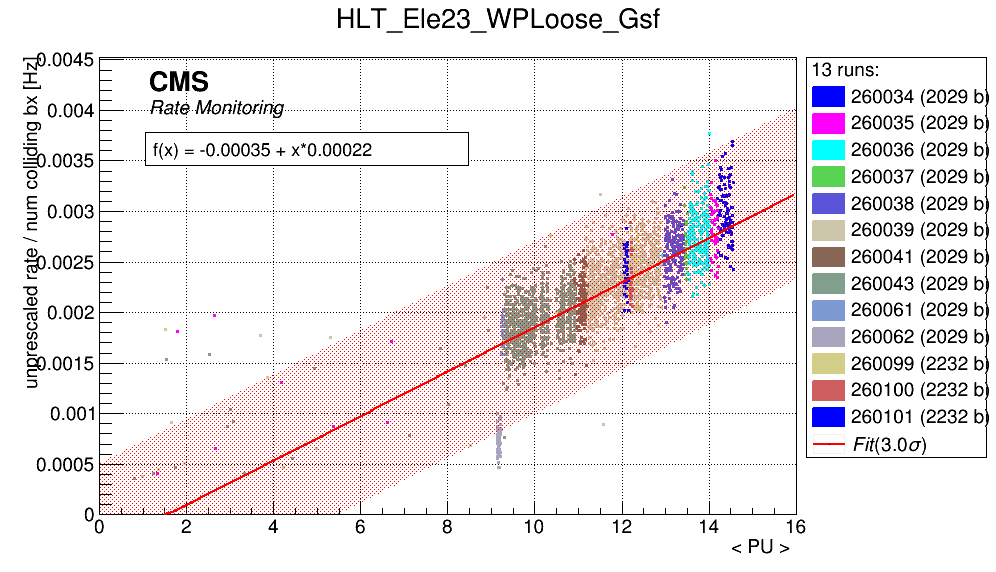 HLT_Ele23_WPLoose_Gsf
unprescaled rate / num colliding bx [Hz]
0.0045
0.004
0.0035
0.003
0.0025
0.002
0.0015
0.001
0.0005
0
CMS
Rate Monitoring
f(x) = -0.00035 + x*0.00022
0 2 4 6 8 10 12 14 16
< PU >
13 runs:
260034 (2029 b)
260035 (2029 b)
260036 (2029 b)
260037 (2029 b)
260038 (2029 b)
260039 (2029 b)
260041 (2029 b)
260043 (2029 b)
260061 (2029 b)
260062 (2029 b)
260099 (2232 b)
260100 (2232 b)
260101 (2232 b)
Fit(3.0σ)